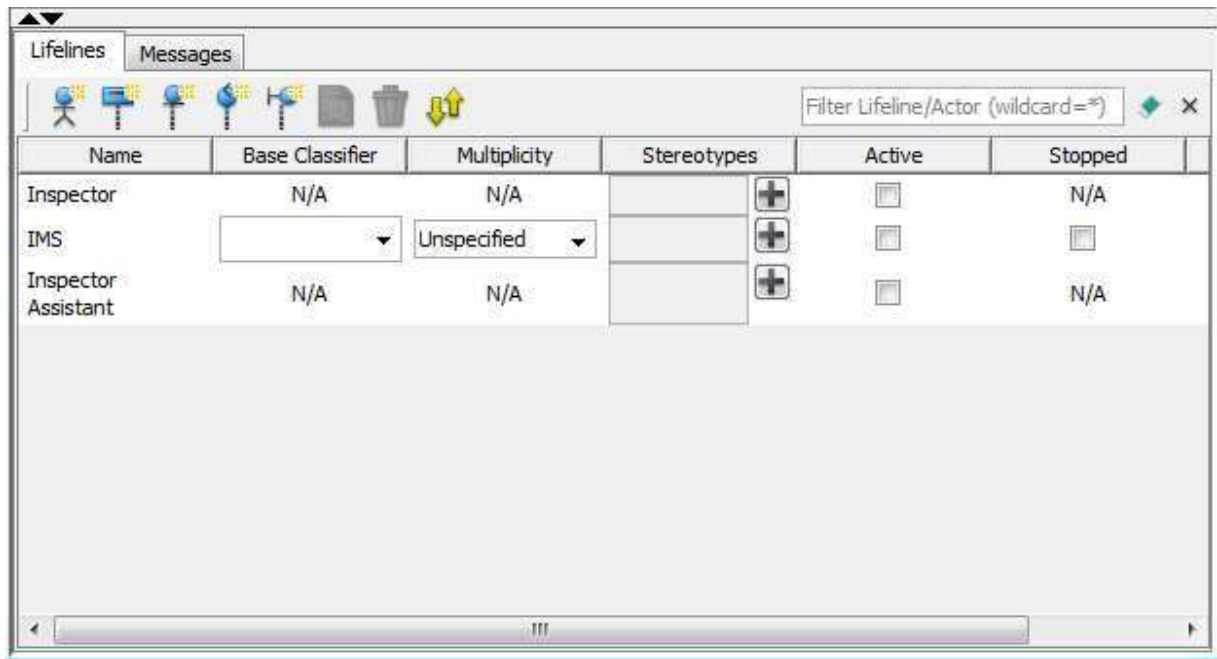 Lifelines Messages
Filter Lifeline/Actor (wildcard=*)
Name Base Classifier Multiplicity Stereotypes Active Stopped
Inspector N/A N/A N/A
IMS Unspecified
Inspector
Assistant N/A N/A N/A